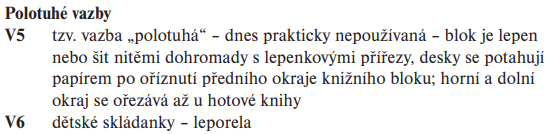 Polotuhé vazby
V5 tzv. vazba „polotuhá“ – dnes prakticky nepoužívaná – blok je lepen
nebo šit nitěmi dohromady s lepenkovými přířezy, desky se potahují
papírem po oříznutí předního okraje knižního bloku; horní a dolní
okraj se ořezává až u hotové knihy
V6 dětské skládanky – leporela